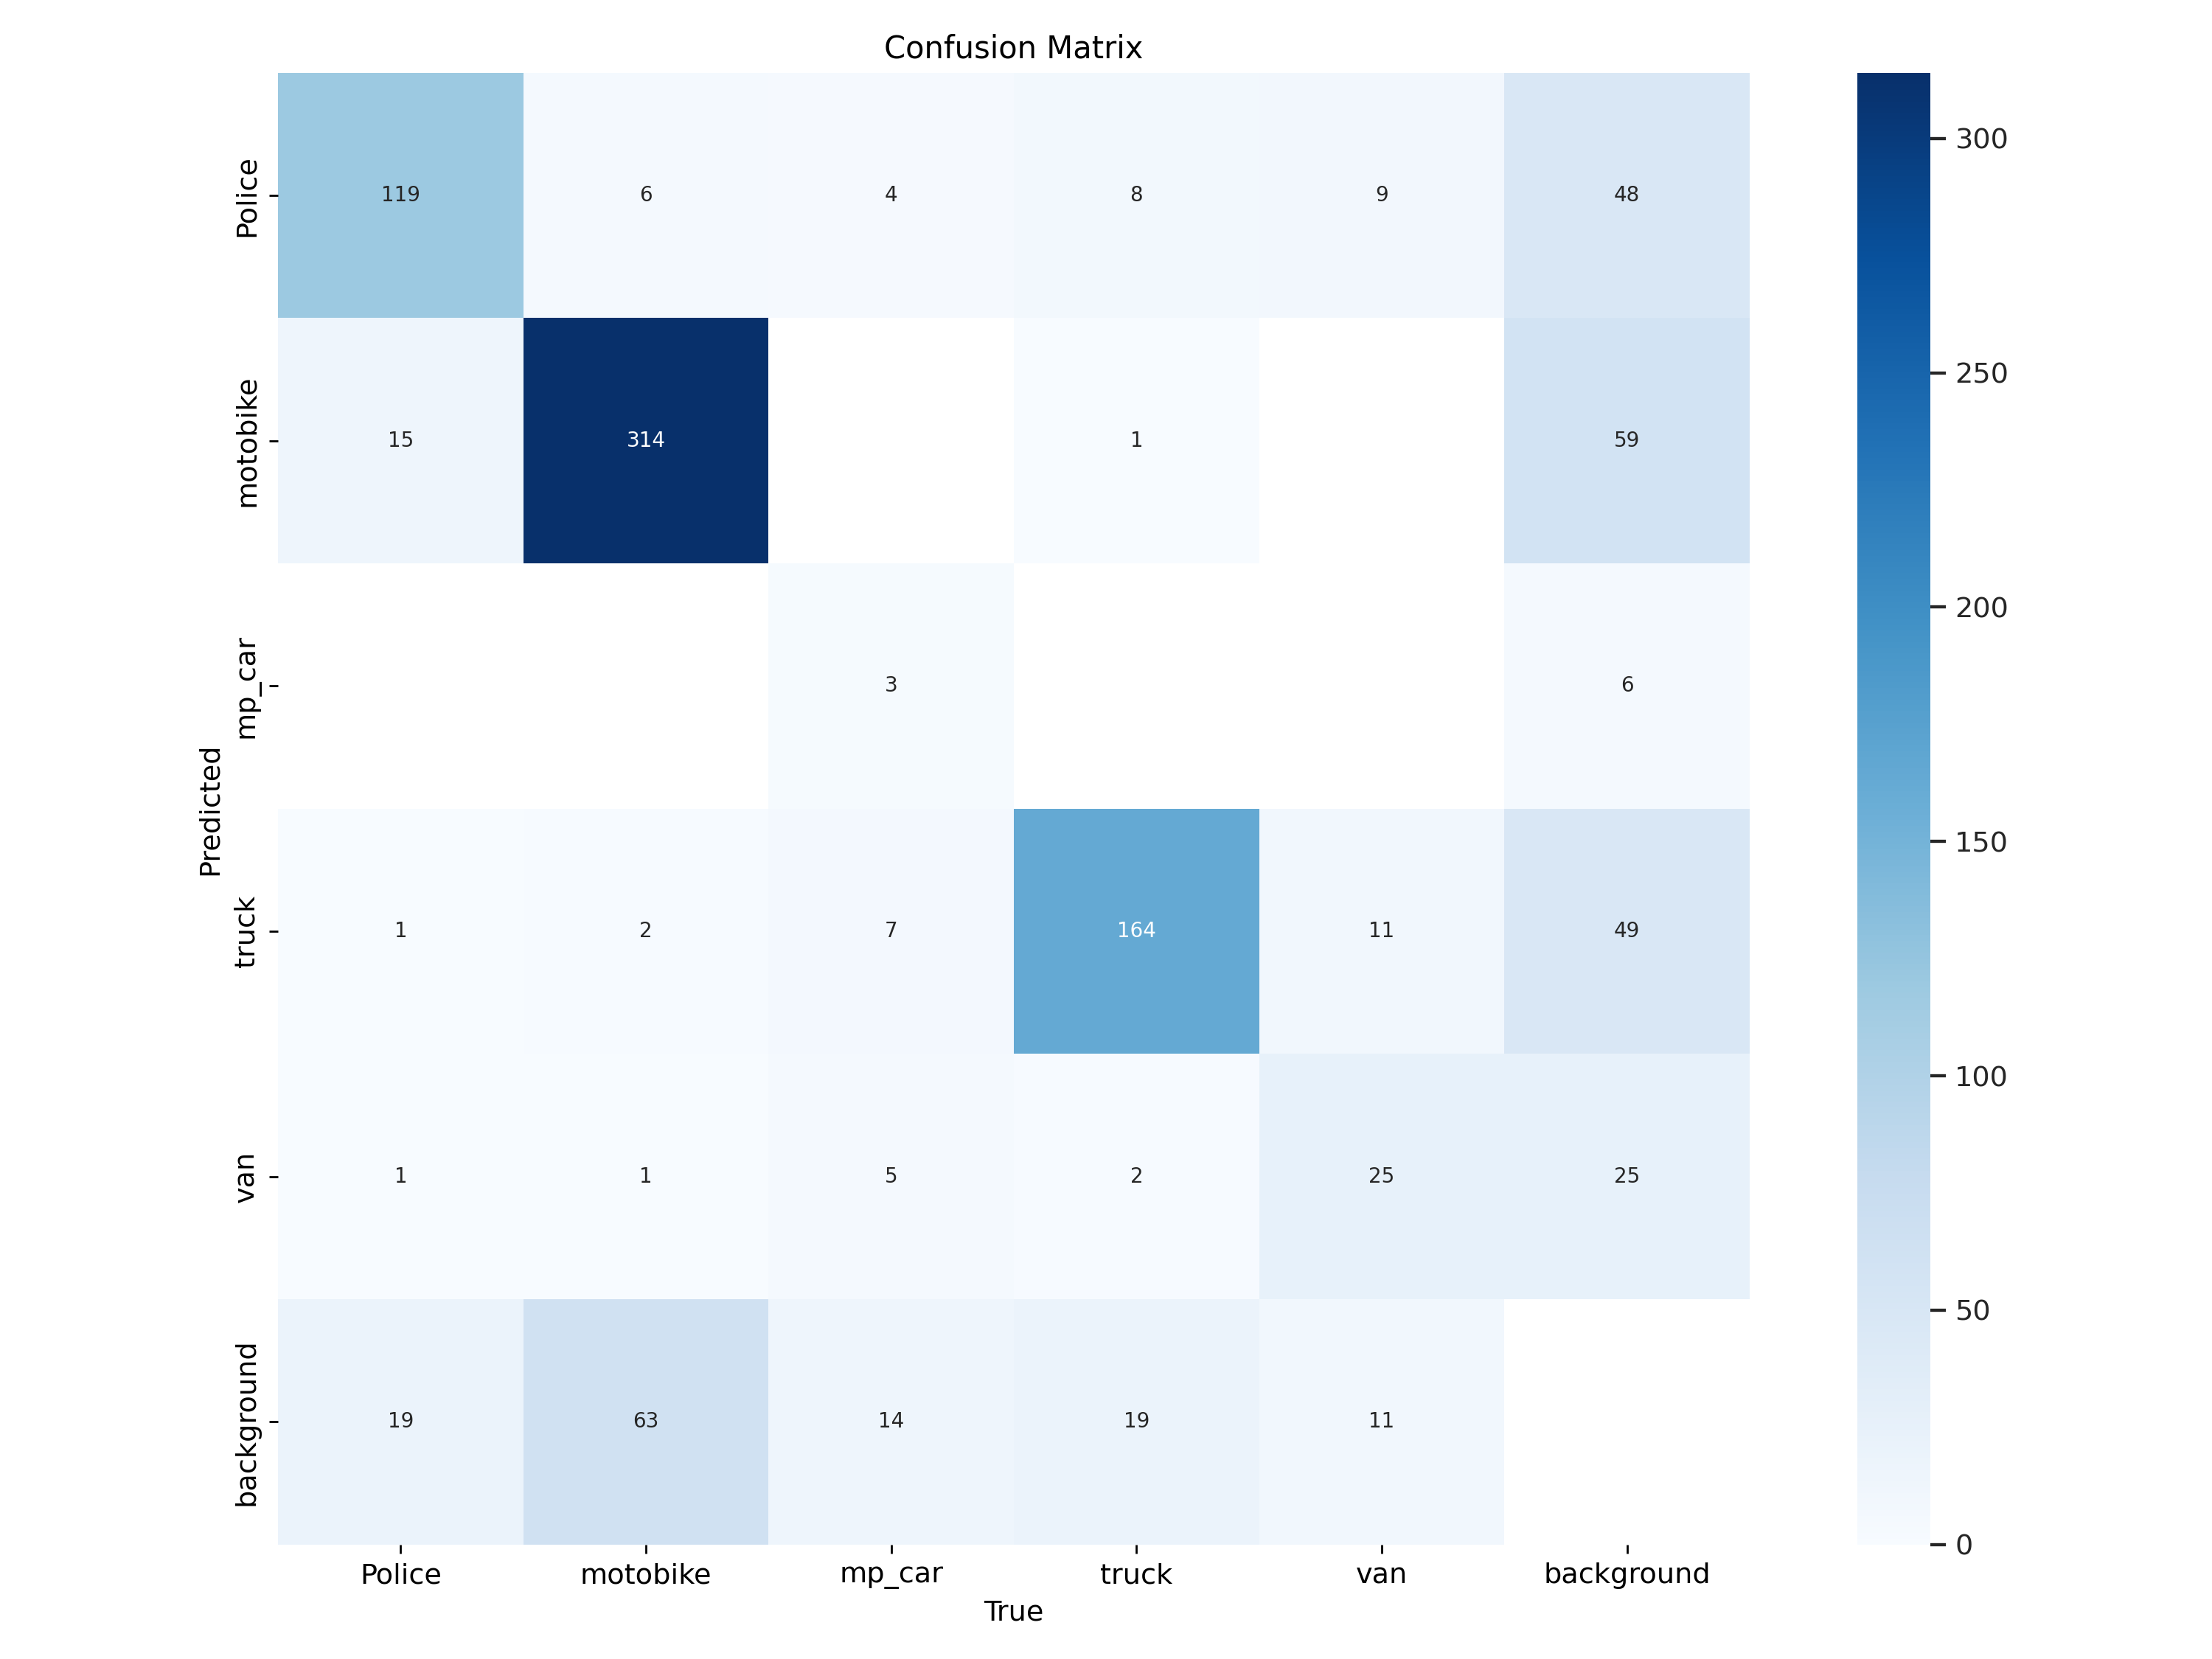 Confusion Matrix
Police 119 6 4 8 9 48
motobike 15 314 1 59
mp_car 3 6
truck 1 2 7 164 11 49
van 1 1 5 2 25 25
background 19 63 14 19 11
Police motobike mp_car truck van background
True
Predicted
300
250
200
150
100
50
0